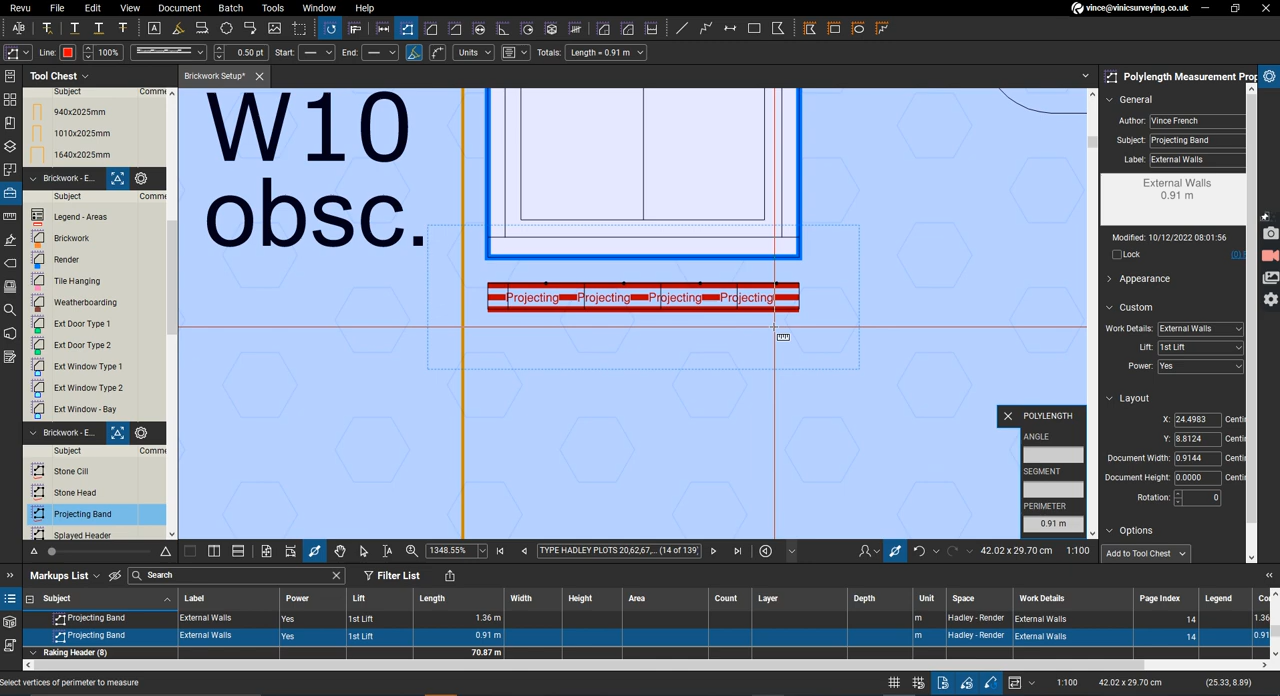 Revu File Edit View Document Batch Tools Window Help vince@vinicsurveying.co.uk
Line: 100% 0.50 pt Start: End: Units Totals: Length = 0.91 m
Tool Chest Brickwork Setup* Polylength Measurement Prop
Subject Comme
940x2025mm
1010x2025mm
1640x2025mm
Brickwork - E...
Subject Comme
Legend - Areas
Brickwork
Render
Tile Hanging
Weatherboarding
Ext Door Type 1
Ext Door Type 2
Ext Window Type 1
Ext Window Type 2
Ext Window - Bay
Brickwork - E...
Subject Comme
Stone Cill
Stone Head
Projecting Band
Splayed Header
W10
obsc.
Projecting Projecting Projecting Projecting
POLYLENGTH
ANGLE
SEGMENT
PERIMETER
0.91 m
General
Author: Vince French
Subject: Projecting Band
Label: External Walls
External Walls
0.91 m
Modified: 10/12/2022 08:01:56
Lock
Appearance
Custom
Work Details: External Walls
Lift: 1st Lift
Power: Yes
Layout
X: 24.4983 Centi
Y: 8.8124 Centi
Document Width: 0.9144 Centi
Document Height: 0.0000 Centi
Rotation: 0
Options
Add to Tool Chest
1348.55% TYPE HADLEY PLOTS 20,62,67,... (14 of 139) 42.02 x 29.70 cm 1:100
Markups List Search Filter List
Subject Label Power Lift Length Width Height Area Count Layer Depth Unit Space Work Details Page Index Legend Co
Projecting Band External Walls Yes 1st Lift 1.36 m m Hadley - Render External Walls 14 1.36
Projecting Band External Walls Yes 1st Lift 0.91 m m Hadley - Render External Walls 14 0.91
Raking Header (8) 70.87 m
Select vertices of perimeter to measure 1:100 42.02 x 29.70 cm (25.33, 8.89)